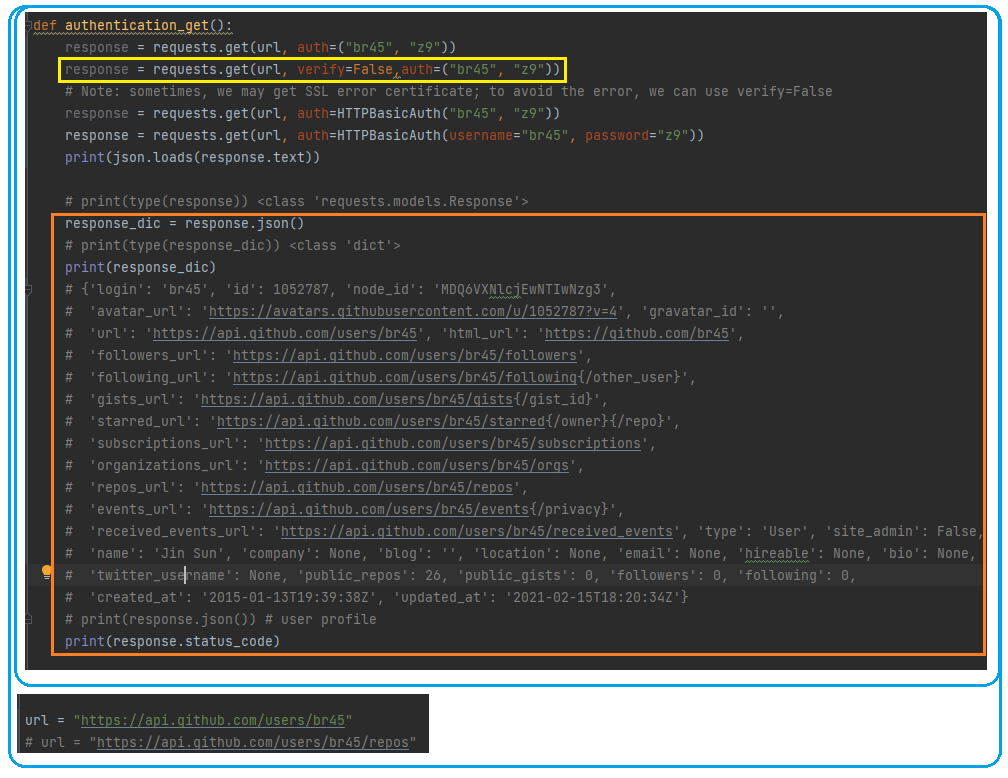 def authentication_get():
response = requests.get(url, auth=("br45", "z9"))
response = requests.get(url, verify=False,auth=("br45", "z9"))
# Note: sometimes, we may get SSL error certificate; to avoid the error, we can use verify=False
response = requests.get(url, auth=HTTPBasicAuth("br45", "z9"))
response = requests.get(url, auth=HTTPBasicAuth(username="br45", password="z9"))
print(json.loads(response.text))
# print(type(response)) <class 'requests.models.Response'>
response_dic = response.json()
# print(type(response_dic)) <class 'dict'>
print(response_dic)
# {'login': 'br45', 'id': 1052787, 'node_id': 'MDQ6VXNlcjEwNTIwNzg3',
#  'avatar_url': 'https://avatars.githubusercontent.com/u/1052787?v=4', 'gravatar_id': '',
#  'url': 'https://api.github.com/users/br45', 'html_url': 'https://github.com/br45',
#  'followers_url': 'https://api.github.com/users/br45/followers',
#  'following_url': 'https://api.github.com/users/br45/following{/other_user}',
#  'gists_url': 'https://api.github.com/users/br45/gists{/gist_id}',
#  'starred_url': 'https://api.github.com/users/br45/starred{/owner}{/repo}',
#  'subscriptions_url': 'https://api.github.com/users/br45/subscriptions',
#  'organizations_url': 'https://api.github.com/users/br45/orgs',
#  'repos_url': 'https://api.github.com/users/br45/repos',
#  'events_url': 'https://api.github.com/users/br45/events{/privacy}',
#  'received_events_url': 'https://api.github.com/users/br45/received_events', 'type': 'User', 'site_admin': False,
#  'name': 'Jin Sun', 'company': None, 'blog': '', 'location': None, 'email': None, 'hireable': None, 'bio': None,
#  'twitter_username': None, 'public_repos': 26, 'public_gists': 0, 'followers': 0, 'following': 0,
#  'created_at': '2015-01-13T19:39:38Z', 'updated_at': '2021-02-15T18:20:34Z'}
# print(response.json()) # user profile
print(response.status_code)
url = "https://api.github.com/users/br45"
# url = "https://api.github.com/users/br45/repos"